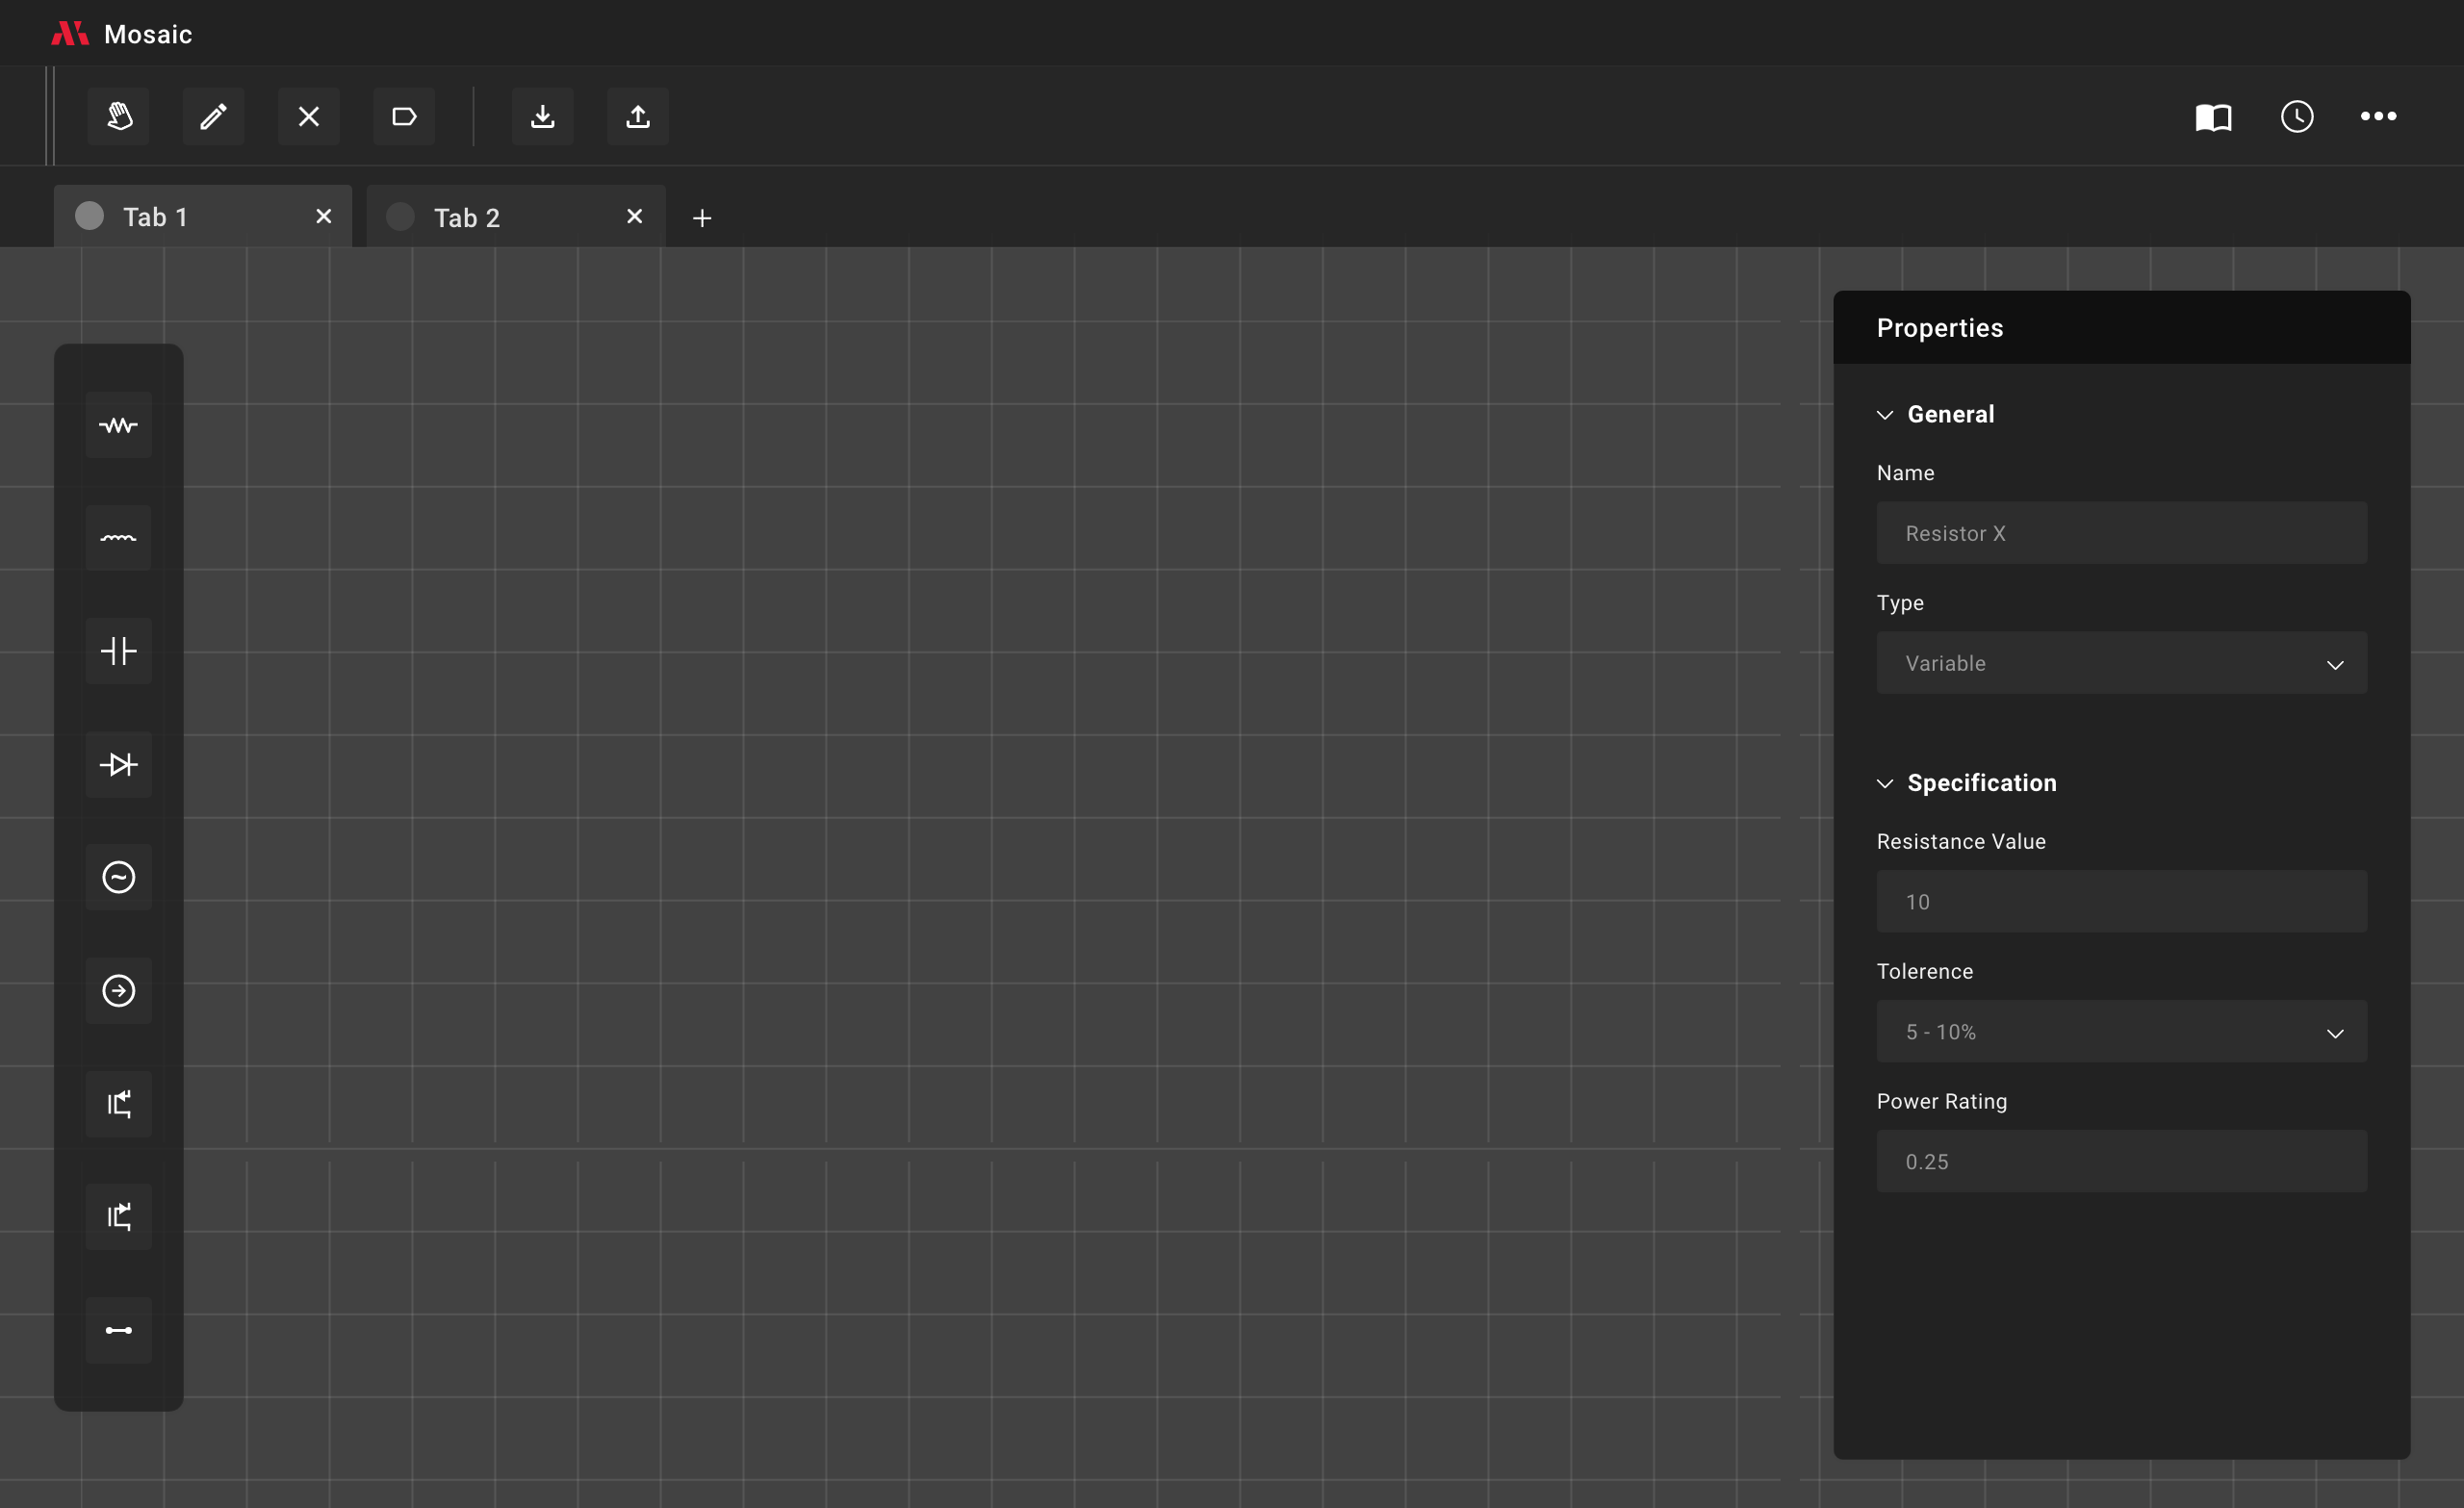 Mosaic
Tab 1
Tab 2
Properties
General
Name
Resistor X
Type
Variable
Specification
Resistance Value
10
Tolerence
5 - 10%
Power Rating
0.25